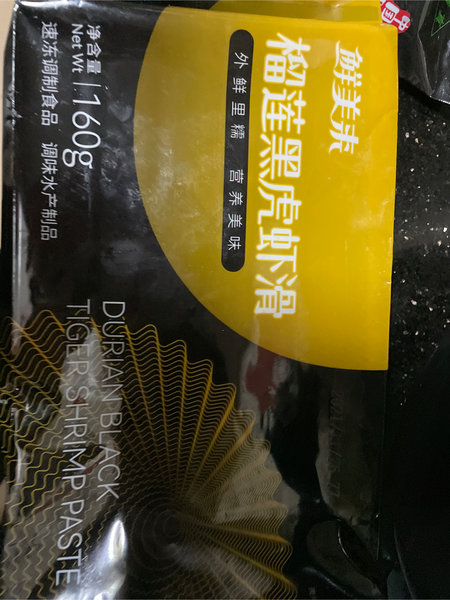 鲜美来
榴莲黑虎虾滑
外鲜里糯 营养美味
净含量
Net Wt
160g
速冻调制食品 调味水产制品
DURIAN BLACK
TIGER SHRIMP PASTE
中国